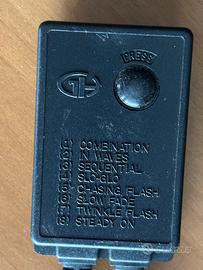 PRESS
(1) COMBINATION
(2) IN WAVES
(3) SEQUENTIAL
(4) SLO-GLO
(5) CHASING FLASH
(6) SLOW FADE
(7) TWINKLE FLASH
(8) STEADY ON